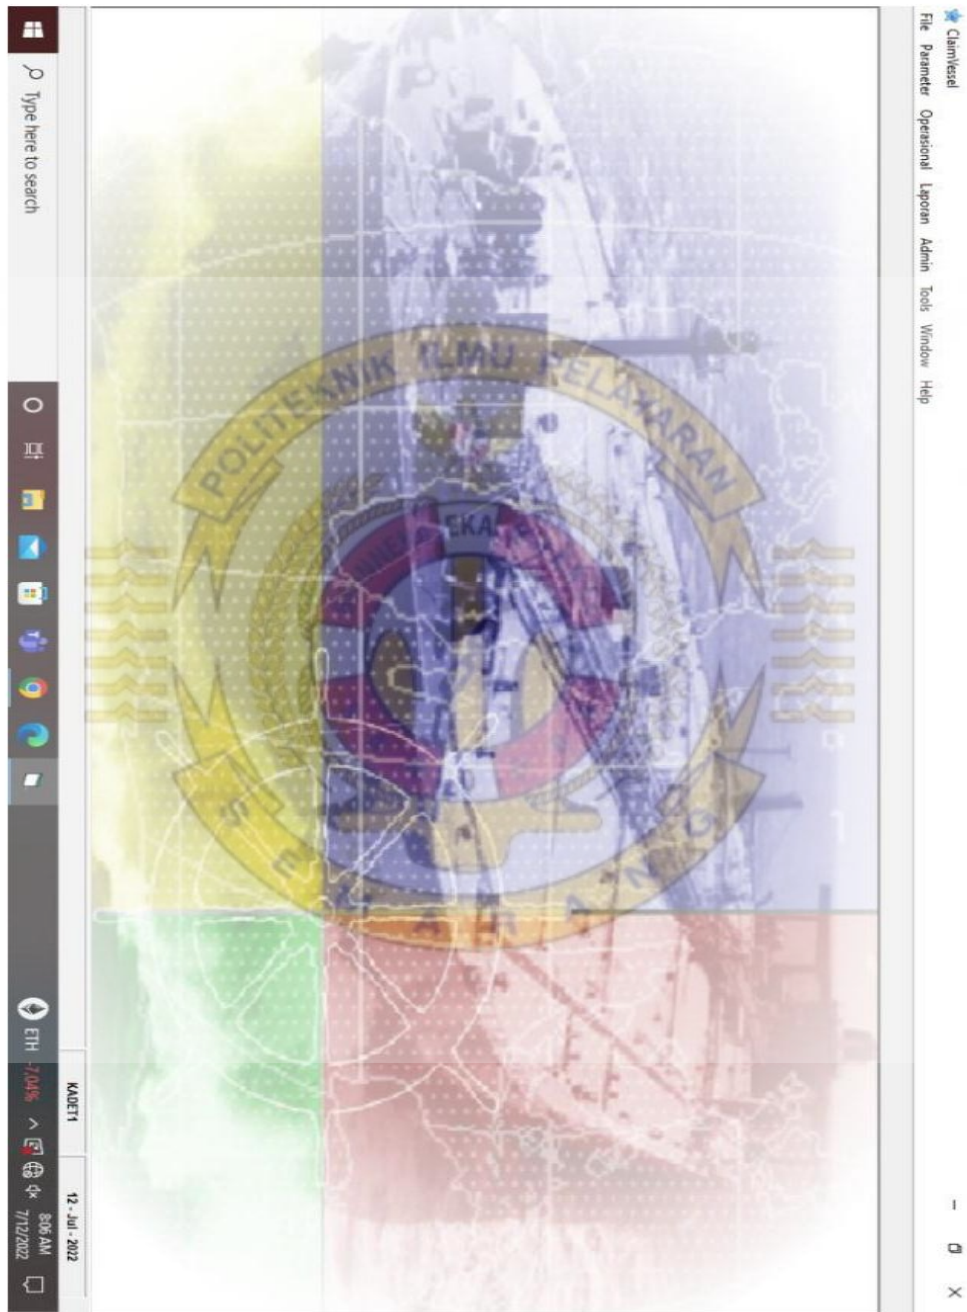 ClaimVessel
File Parameter Operasional Laporan Admin Tools Window Help
POLITEKNIK ILMU PELAYARAN
EKA
SEMARANG
KADET1
12 - Jul - 2022
Type here to search
ETH -7,04%
8:06 AM
7/12/2022